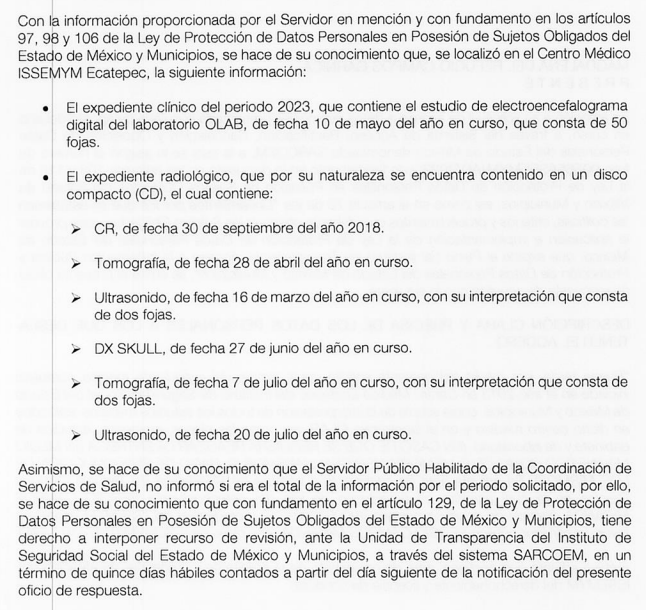 Con la información proporcionada por el Servidor en mención y con fundamento en los artículos
97, 98 y 106 de la Ley de Protección de Datos Personales en Posesión de Sujetos Obligados del
Estado de México y Municipios, se hace de su conocimiento que, se localizó en el Centro Médico
ISSEMYM Ecatepec, la siguiente información:
• El expediente clínico del periodo 2023, que contiene el estudio de electroencefalograma
digital del laboratorio OLAB, de fecha 10 de mayo del año en curso, que consta de 50
fojas.
• El expediente radiológico, que por su naturaleza se encuentra contenido en un disco
compacto (CD), el cual contiene:
➢ CR, de fecha 30 de septiembre del año 2018.
➢ Tomografía, de fecha 28 de abril del año en curso.
➢ Ultrasonido, de fecha 16 de marzo del año en curso, con su interpretación que consta
de dos fojas.
➢ DX SKULL, de fecha 27 de junio del año en curso.
➢ Tomografía, de fecha 7 de julio del año en curso, con su interpretación que consta de
dos fojas.
➢ Ultrasonido, de fecha 20 de julio del año en curso.
Asimismo, se hace de su conocimiento que el Servidor Público Habilitado de la Coordinación de
Servicios de Salud, no informó si era el total de la información por el periodo solicitado, por ello,
se hace de su conocimiento que con fundamento en el artículo 129, de la Ley de Protección de
Datos Personales en Posesión de Sujetos Obligados del Estado de México y Municipios, tiene
derecho a interponer recurso de revisión, ante la Unidad de Transparencia del Instituto de
Seguridad Social del Estado de México y Municipios, a través del sistema SARCOEM, en un
término de quince días hábiles contados a partir del día siguiente de la notificación del presente
oficio de respuesta.